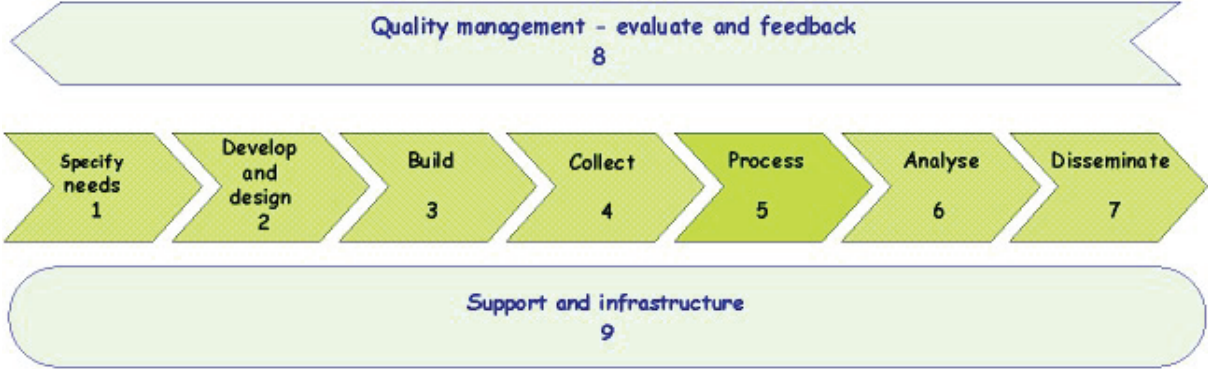 Quality management - evaluate and feedback
8
Specify
needs
1
Develop
and
design
2
Build
3
Collect
4
Process
5
Analyse
6
Disseminate
7
Support and infrastructure
9